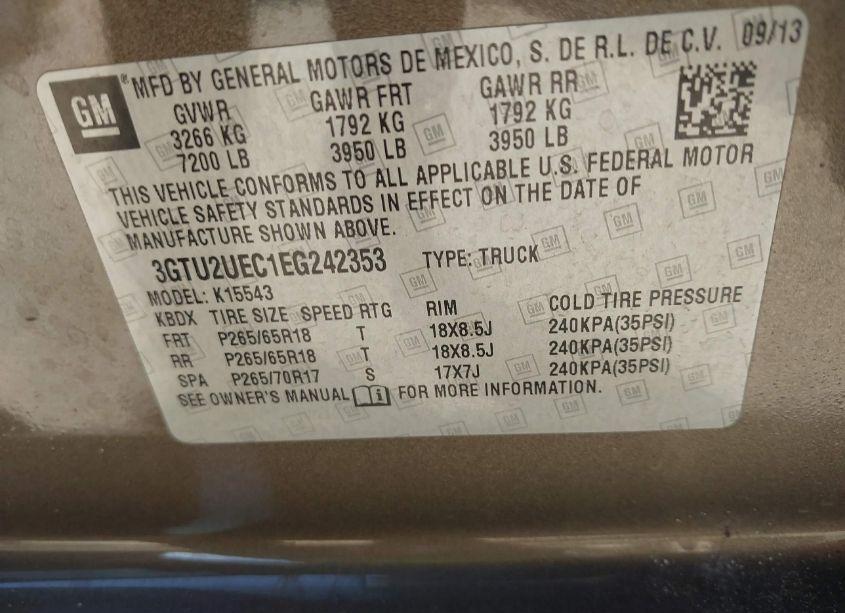 GM
® MFD BY GENERAL MOTORS DE MEXICO, S. DE R.L. DE C.V. 09/13
GVWR GAWR FRT GAWR RR
3266 KG 1792 KG 1792 KG
7200 LB 3950 LB 3950 LB
THIS VEHICLE CONFORMS TO ALL APPLICABLE U.S. FEDERAL MOTOR
VEHICLE SAFETY STANDARDS IN EFFECT ON THE DATE OF
MANUFACTURE SHOWN ABOVE.
3GTU2UEC1EG242353 TYPE: TRUCK
MODEL: K15543
KBDX TIRE SIZE SPEED RTG RIM COLD TIRE PRESSURE
FRT P265/65R18 T 18X8.5J 240KPA(35PSI)
RR P265/65R18 T 18X8.5J 240KPA(35PSI)
SPA P265/70R17 S 17X7J 240KPA(35PSI)
SEE OWNER'S MANUAL FOR MORE INFORMATION.